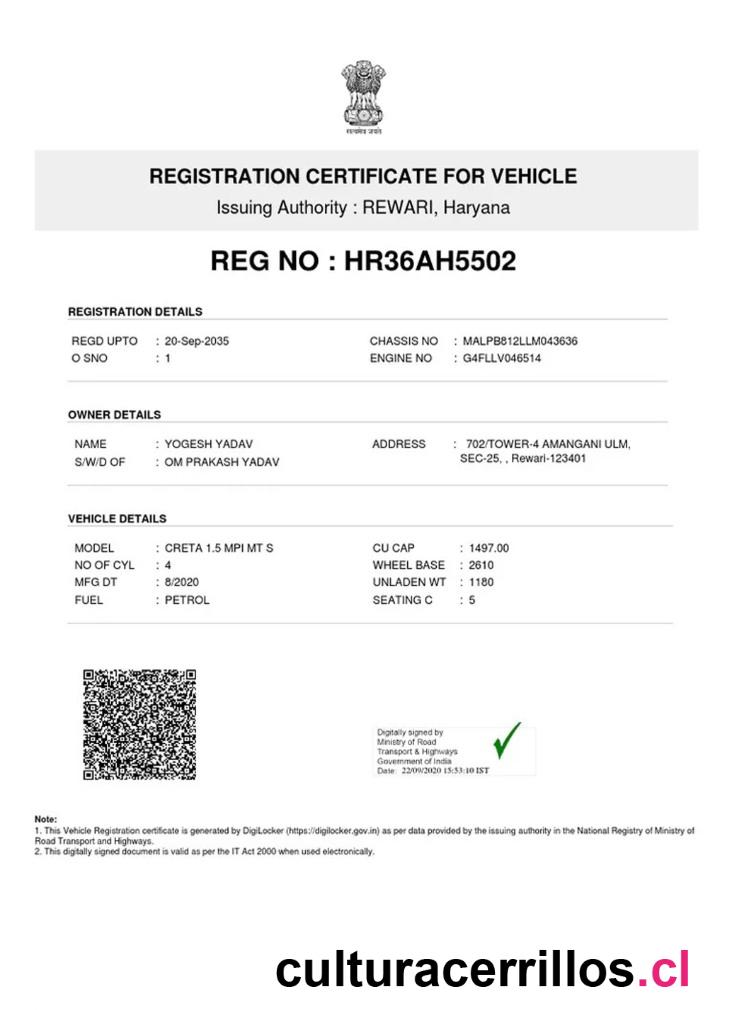 सत्यमेव जयते
REGISTRATION CERTIFICATE FOR VEHICLE
Issuing Authority : REWARI, Haryana
REG NO : HR36AH5502
REGISTRATION DETAILS
REGD UPTO : 20-Sep-2035 CHASSIS NO : MALPB812LLM043636
O SNO : 1 ENGINE NO : G4FLLV046514
OWNER DETAILS
NAME : YOGESH YADAV ADDRESS : 702/TOWER-4 AMANGANI ULM,
S/W/D OF : OM PRAKASH YADAV SEC-25, , Rewari-123401
VEHICLE DETAILS
MODEL : CRETA 1.5 MPI MT S CU CAP : 1497.00
NO OF CYL : 4 WHEEL BASE : 2610
MFG DT : 8/2020 UNLADEN WT : 1180
FUEL : PETROL SEATING C : 5
Digitally signed by
Ministry of Road
Transport & Highways
Government of India
Date: 22/09/2020 15:53:10 IST
Note:
1. This Vehicle Registration certificate is generated by DigiLocker (https://digilocker.gov.in) as per data provided by the issuing authority in the National Registry of Ministry of
Road Transport and Highways.
2. This digitally signed document is valid as per the IT Act 2000 when used electronically.
culturacerrillos.cl